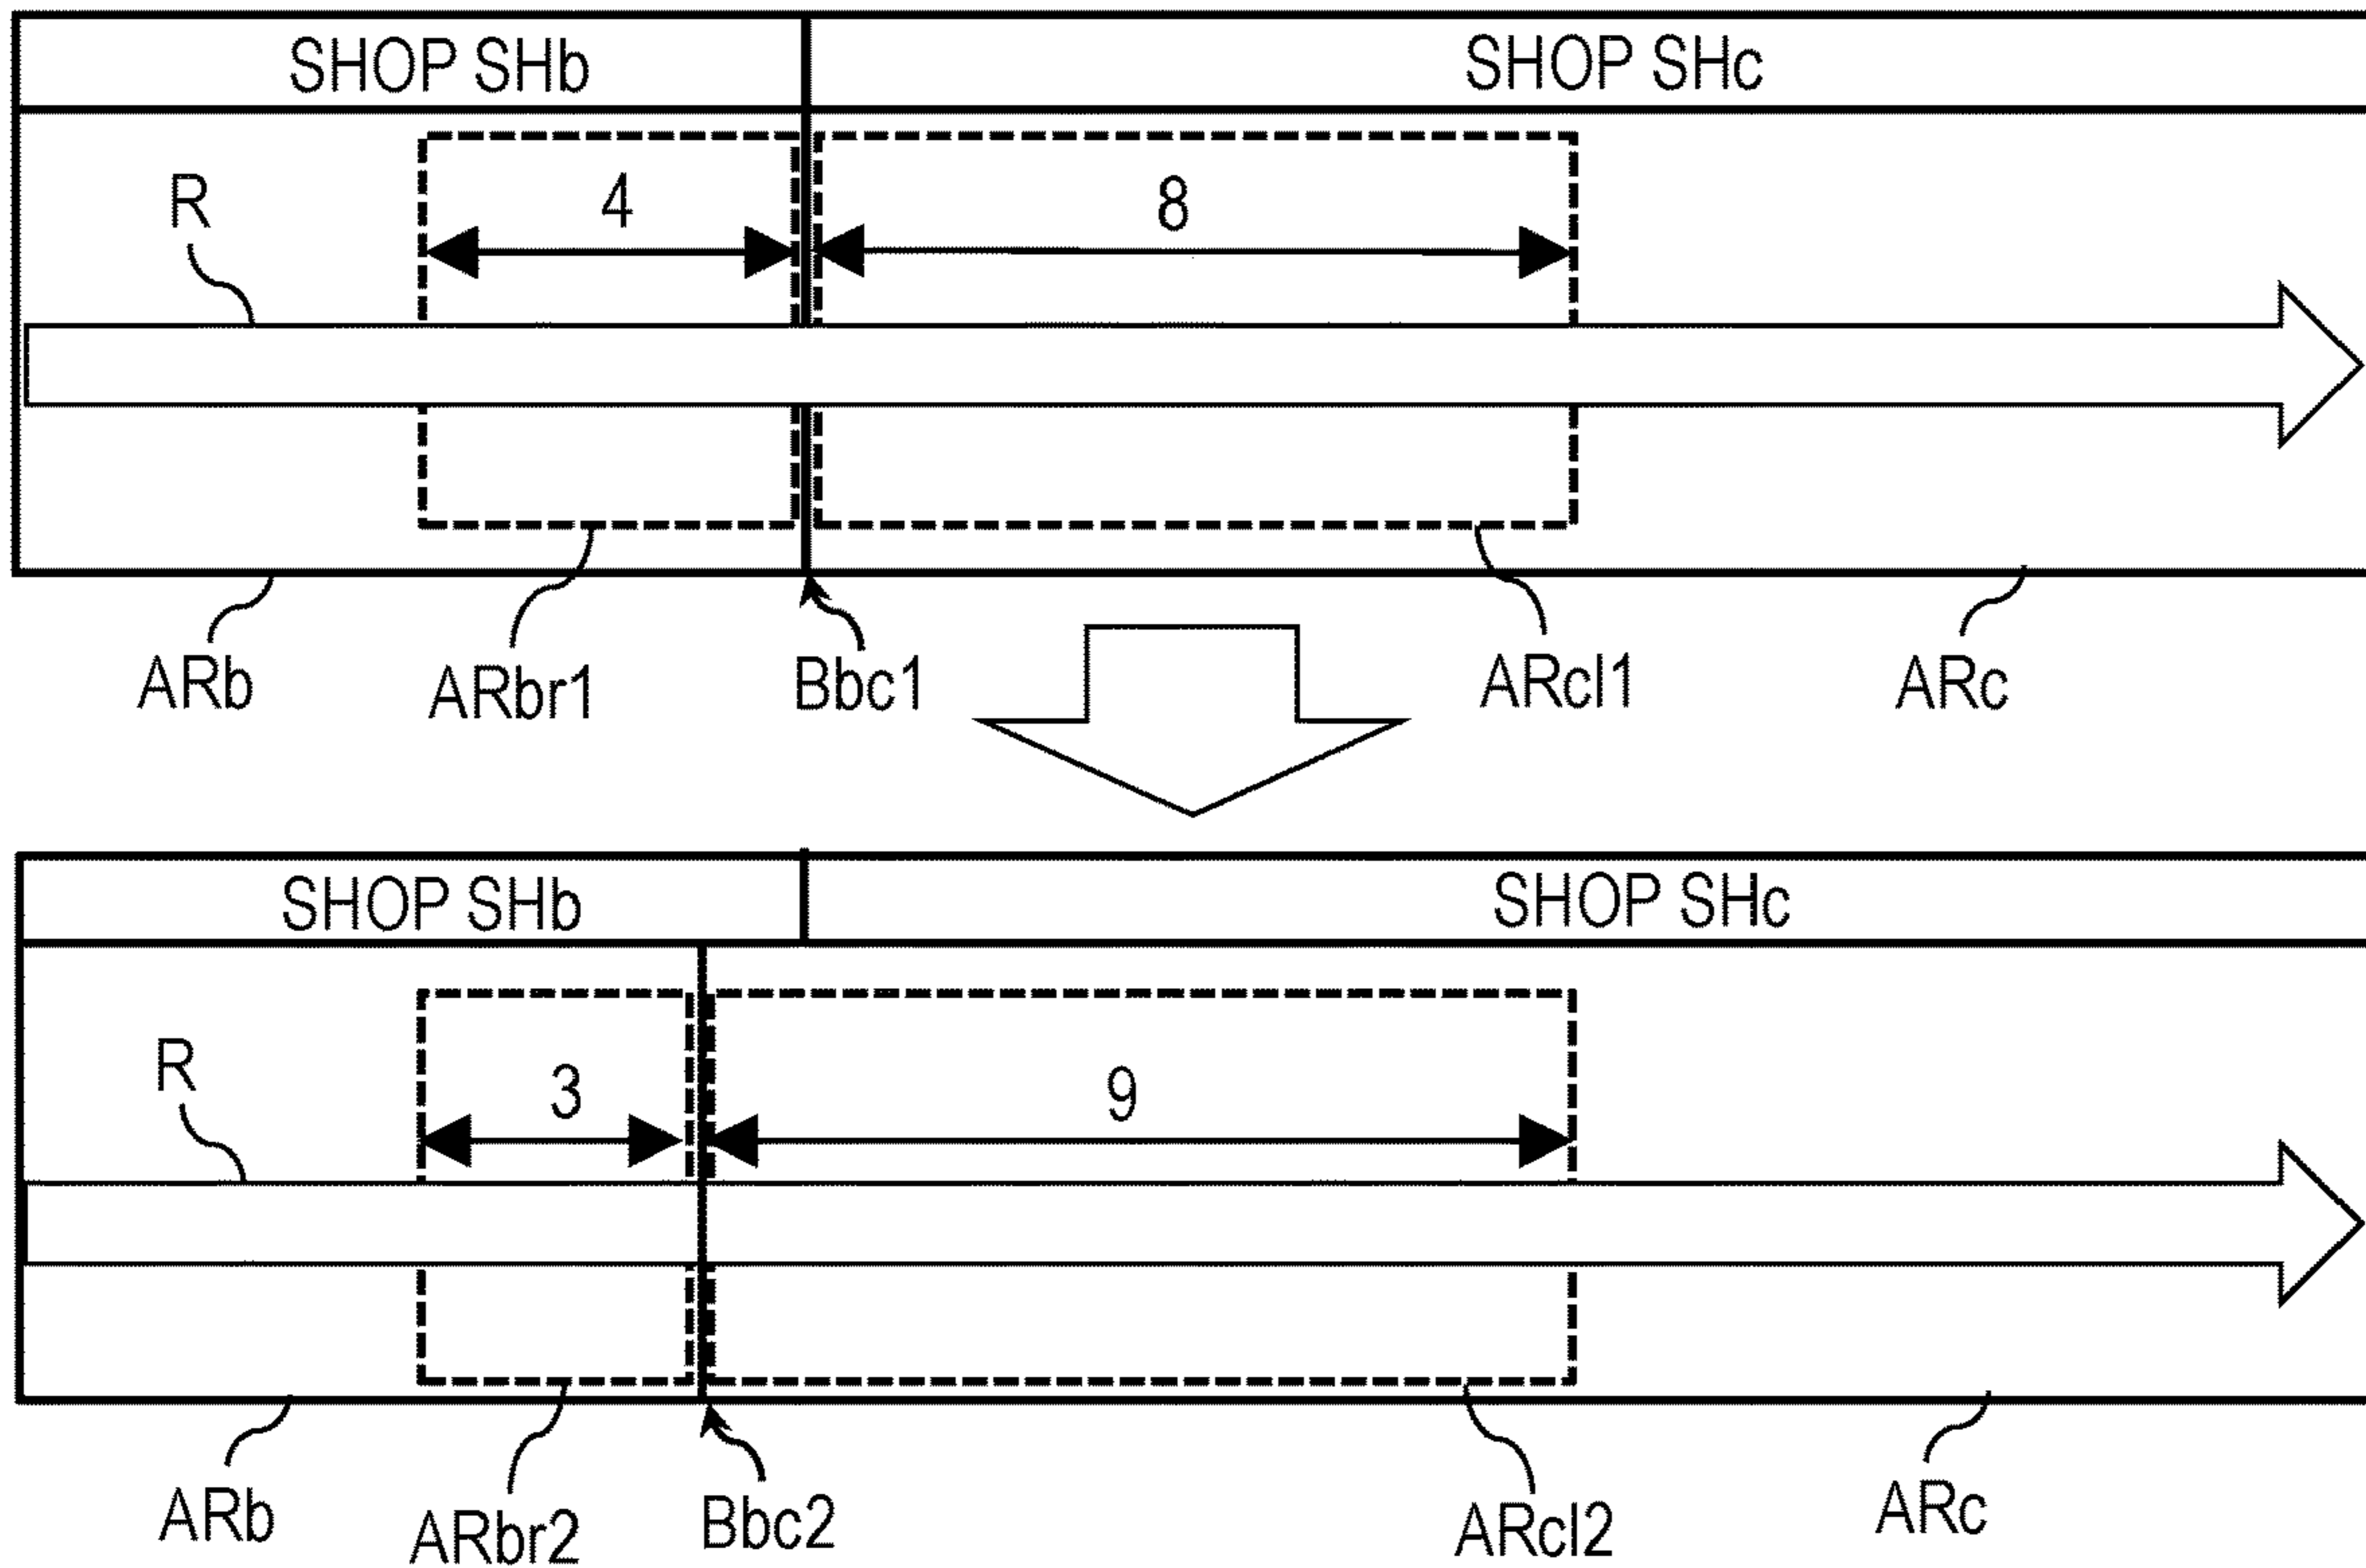 SHOP SHb
SHOP SHc
R
4
8
ARb
ARbr1
Bbc1
ARcl1
ARc
SHOP SHb
SHOP SHc
R
3
9
ARb
ARbr2
Bbc2
ARcl2
ARc